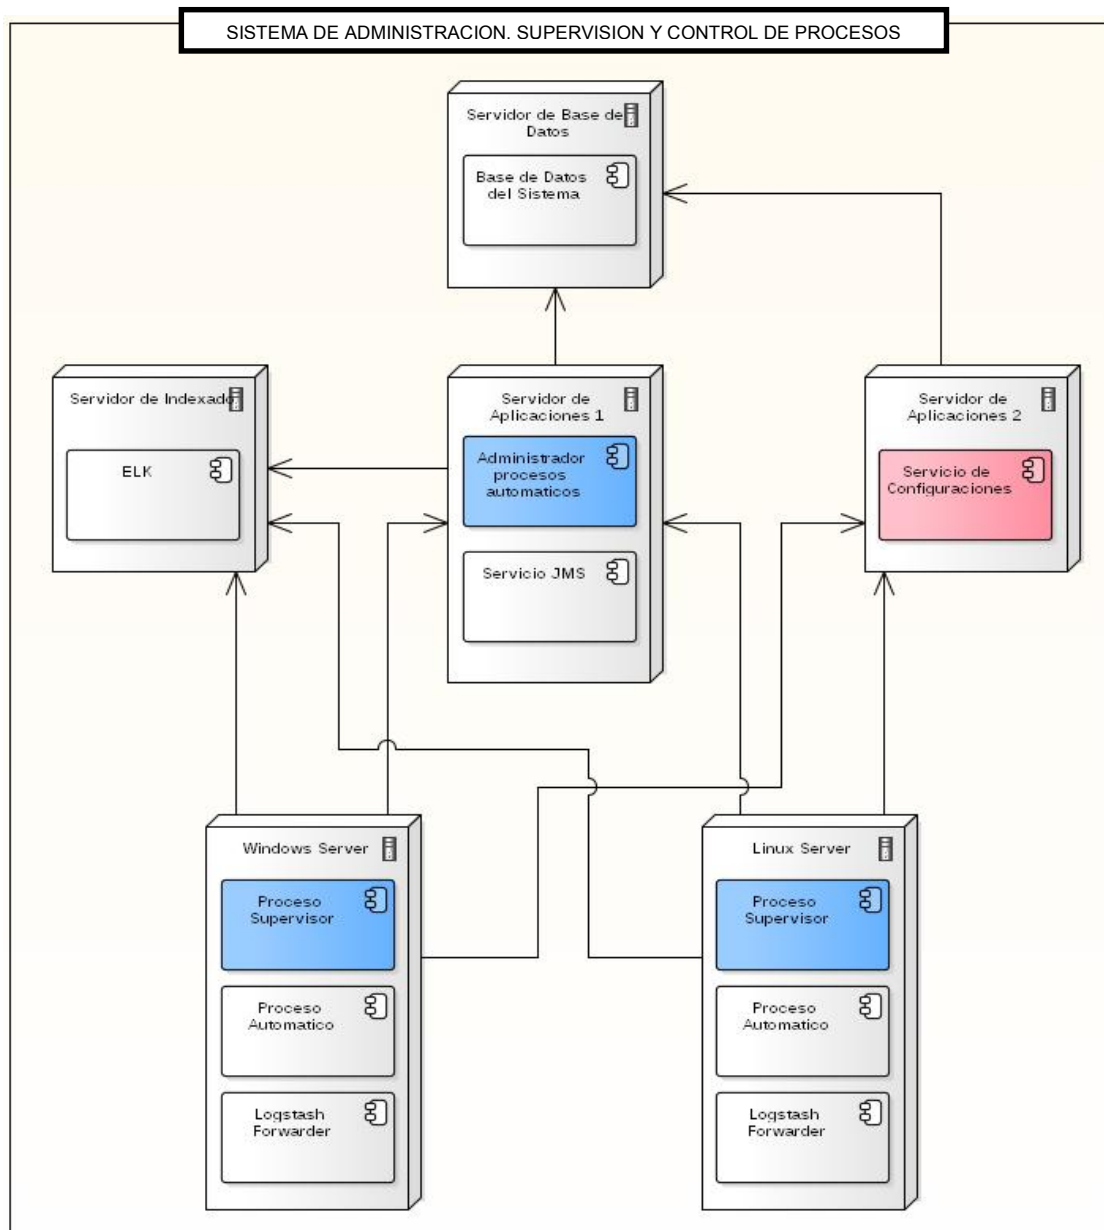 SISTEMA DE ADMINISTRACION. SUPERVISION Y CONTROL DE PROCESOS
Servidor de Base de
Datos
Base de Datos
del Sistema
Servidor de Indexado
ELK
Servidor de
Aplicaciones 1
Administrador
procesos
automaticos
Servicio JMS
Servidor de
Aplicaciones 2
Servicio de
Configuraciones
Windows Server
Proceso
Supervisor
Proceso
Automatico
Logstash
Forwarder
Linux Server
Proceso
Supervisor
Proceso
Automatico
Logstash
Forwarder